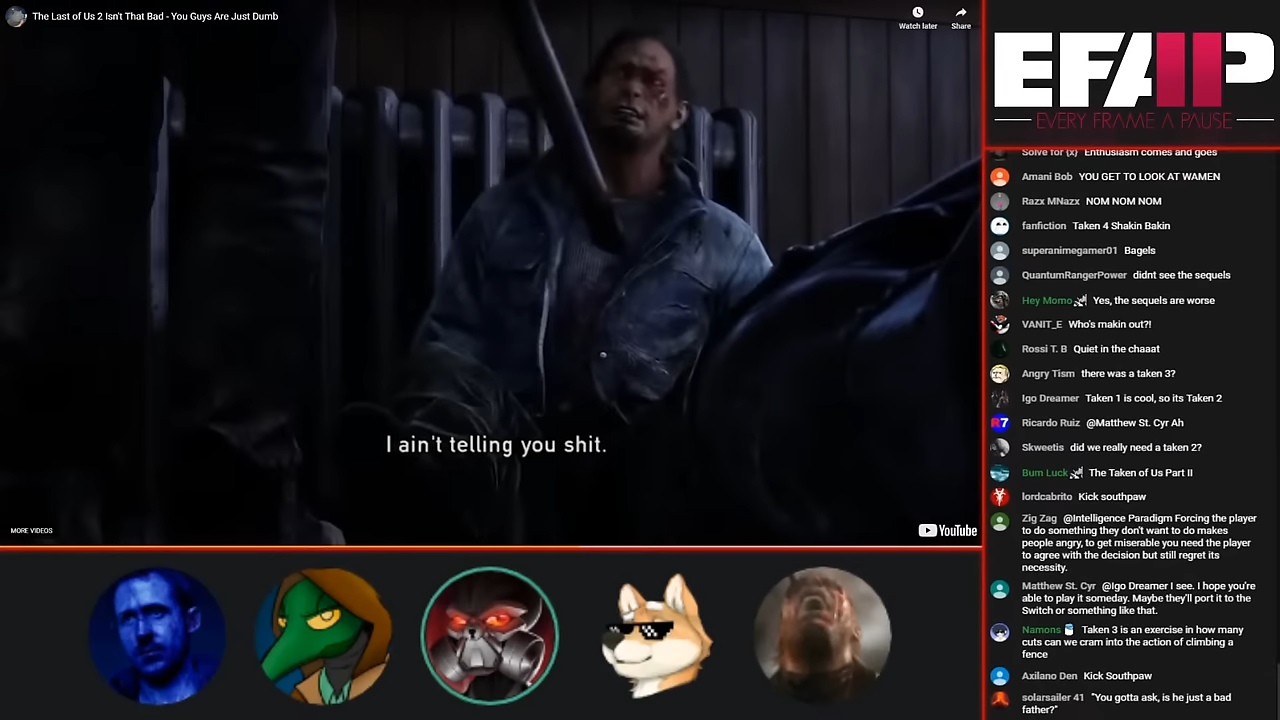 The Last of Us 2 Isn't That Bad - You Guys Are Just Dumb
Watch later
Share
I ain't telling you shit.
MORE VIDEOS
YouTube
EFAP
EVERY FRAME A PAUSE
Solve for {x} Enthusiasm comes and goes
Amani Bob YOU GET TO LOOK AT WAMEN
Razx MNazx NOM NOM NOM
fanfiction Taken 4 Shakin Bakin
superanimegamer01 Bagels
QuantumRangerPower didnt see the sequels
Hey Momo Yes, the sequels are worse
VANIT_E Who's makin out?!
Rossi T. B Quiet in the chaaat
Angry Tism there was a taken 3?
Igo Dreamer Taken 1 is cool, so its Taken 2
R7
Ricardo Ruiz @Matthew St. Cyr Ah
Skweetis did we really need a taken 2?
Bum Luck The Taken of Us Part II
lordcabrito Kick southpaw
Zig Zag @Intelligence Paradigm Forcing the player
to do something they don't want to do makes
people angry, to get miserable you need the player
to agree with the decision but still regret its
necessity.
Matthew St. Cyr @Igo Dreamer I see. I hope you're
able to play it someday. Maybe they'll port it to the
Switch or something like that.
Namons Taken 3 is an exercise in how many
cuts can we cram into the action of climbing a
fence
Axilano Den Kick Southpaw
solarsailer 41 "You gotta ask, is he just a bad
father?"